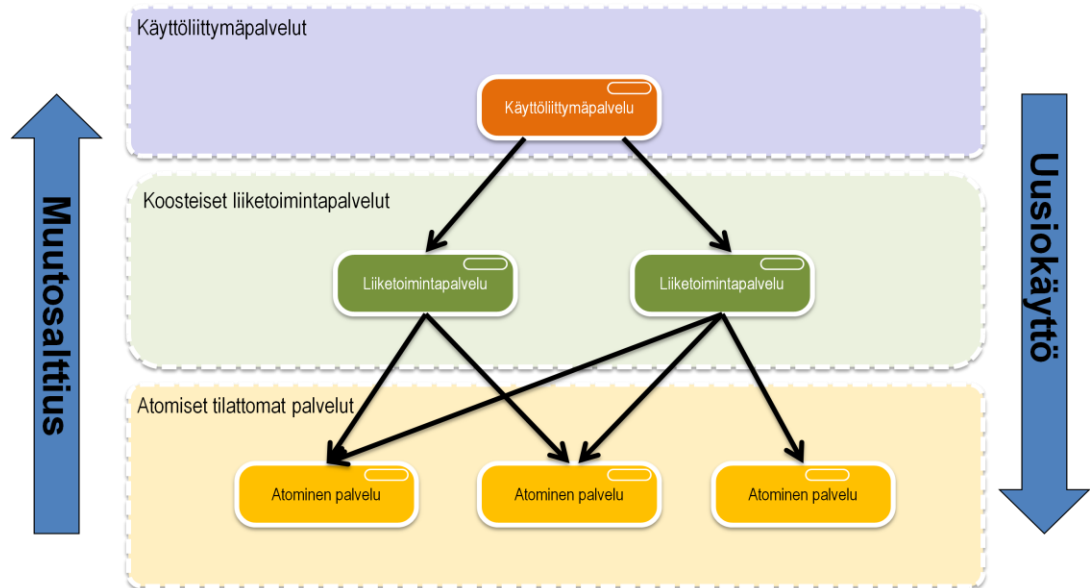 Käyttöliittymäpalvelut
Käyttöliittymäpalvelu
Muutosalttius
Uusiokäyttö
Koosteiset liiketoimintapalvelut
Liiketoimintapalvelu
Liiketoimintapalvelu
Atomiset tilattomat palvelut
Atominen palvelu
Atominen palvelu
Atominen palvelu